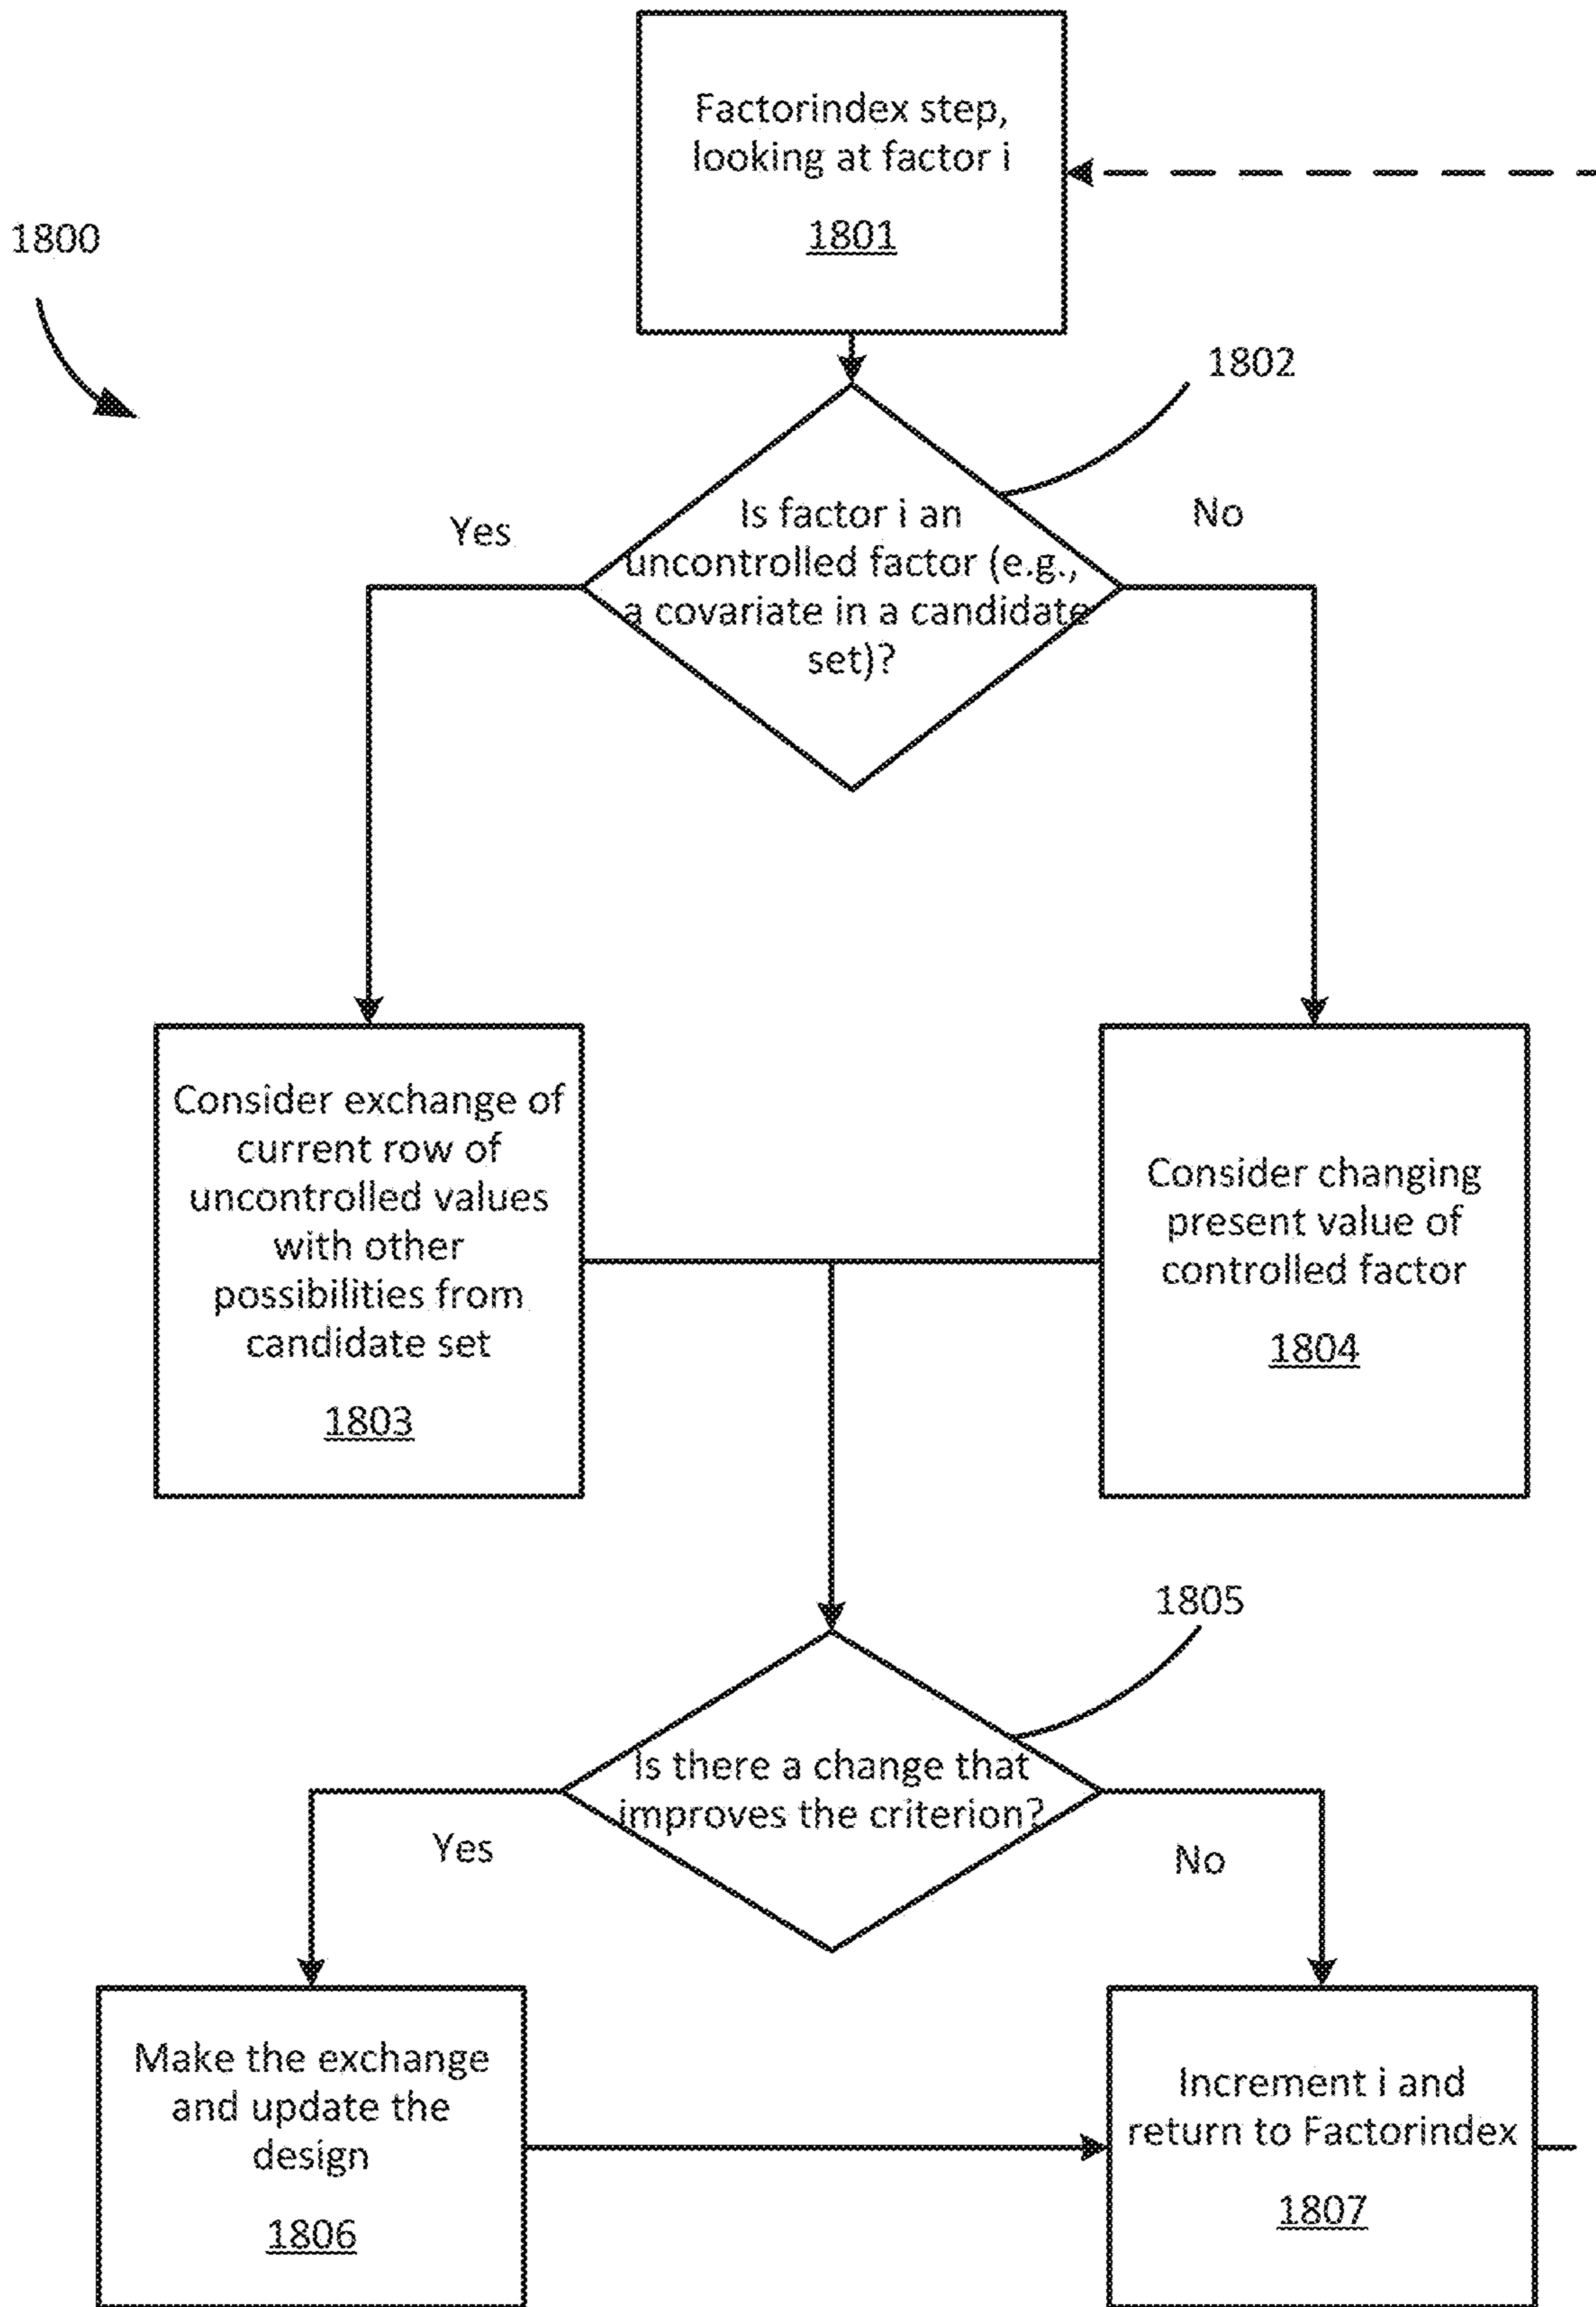 Factorindex step,
looking at factor i
1801
1800
1802
Yes
No
Is factor i an
uncontrolled factor (e.g.,
a covariate in a candidate
set)?
Consider exchange of
current row of
uncontrolled values
with other
possibilities from
candidate set
1803
Consider changing
present value of
controlled factor
1804
1805
Is there a change that
improves the criterion?
Yes
No
Make the exchange
and update the
design
1806
Increment i and
return to Factorindex
1807